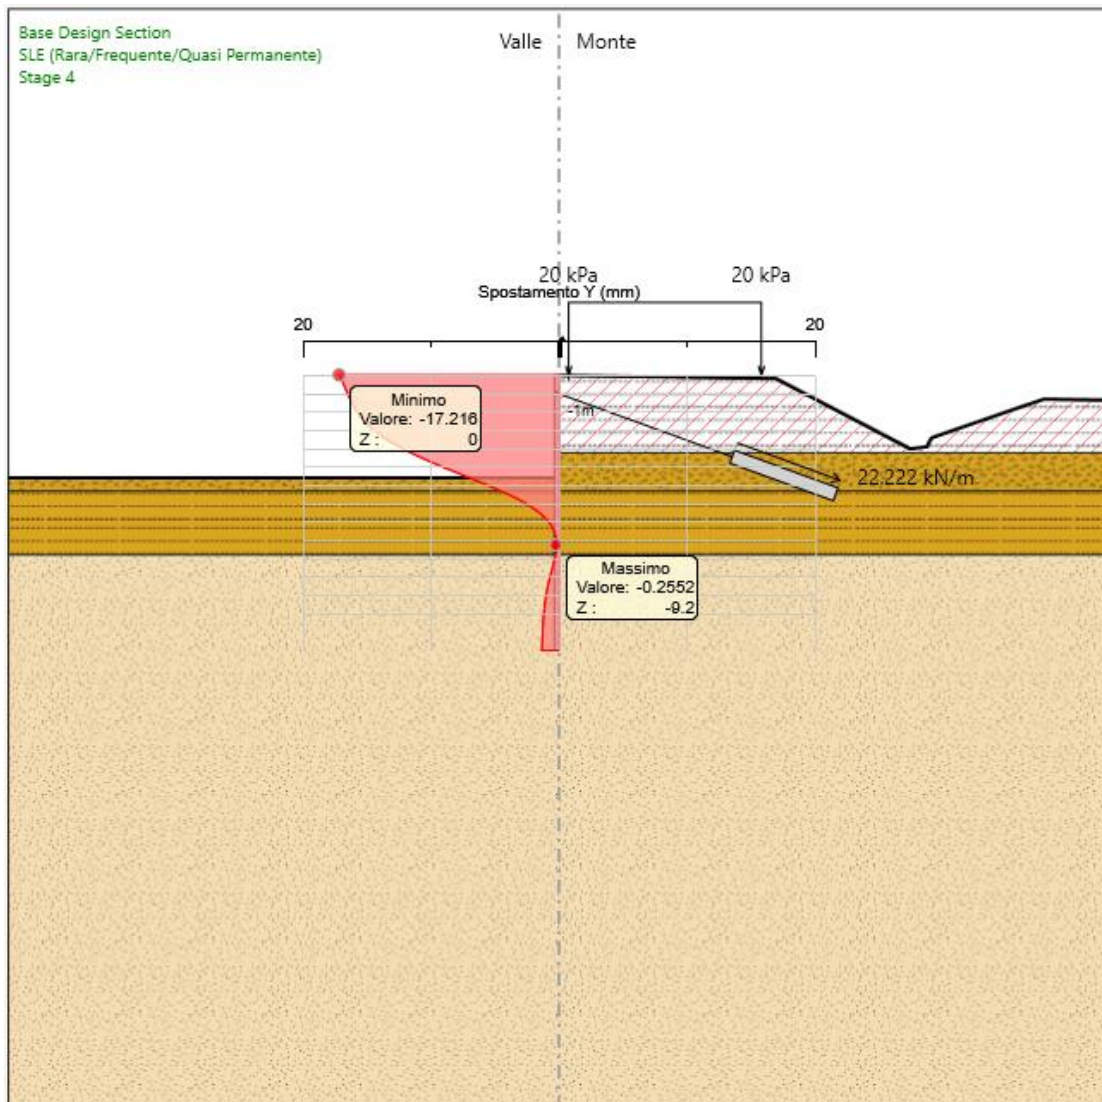 Base Design Section
SLE (Rara/Frequente/Quasi Permanente)
Stage 4
Valle Monte
20 kPa 20 kPa
Spostamento Y (mm)
20 20
Minimo
Valore: -17.216
Z : 0
-1m
22.222 kN/m
Massimo
Valore: -0.2552
Z : -9.2